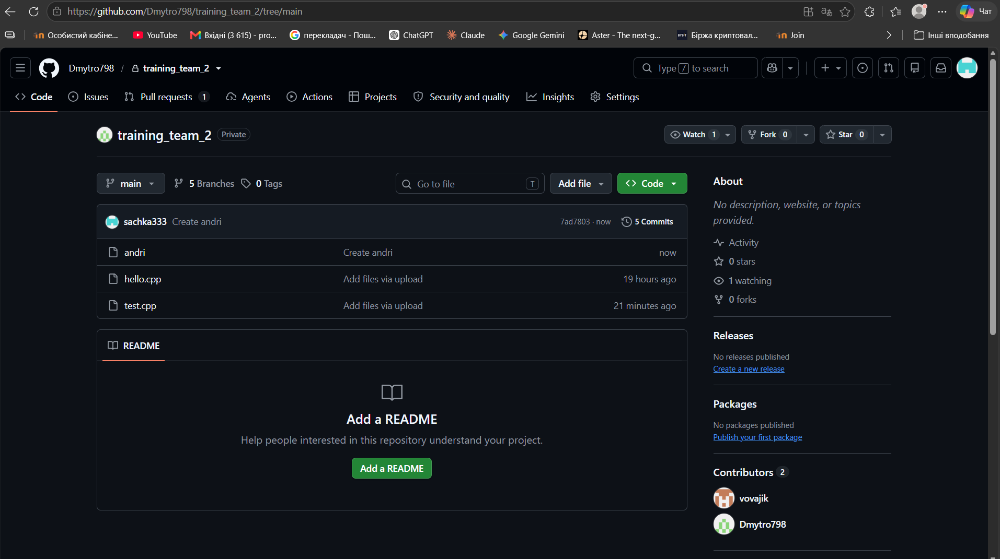 https://github.com/Dmytro798/training_team_2/tree/main
Чат
Особистий кабіне...
YouTube
Вхідні (3 615) - pro...
перекладач - Пош...
ChatGPT
Claude
Google Gemini
Aster - The next-g...
Біржа криптовал...
Join
Інші вподобання
Dmytro798 / training_team_2
Type / to search
Code
Issues
Pull requests 1
Agents
Actions
Projects
Security and quality
Insights
Settings
training_team_2 Private
Watch 1
Fork 0
Star 0
main
5 Branches
0 Tags
Go to file T
Add file
Code
sachka333 Create andri 7ad7803 · now 5 Commits
andri Create andri now
hello.cpp Add files via upload 19 hours ago
test.cpp Add files via upload 21 minutes ago
README
Add a README
Help people interested in this repository understand your project.
Add a README
About
No description, website, or topics
provided.
Activity
0 stars
1 watching
0 forks
Releases
No releases published
Create a new release
Packages
No packages published
Publish your first package
Contributors 2
vovajik
Dmytro798